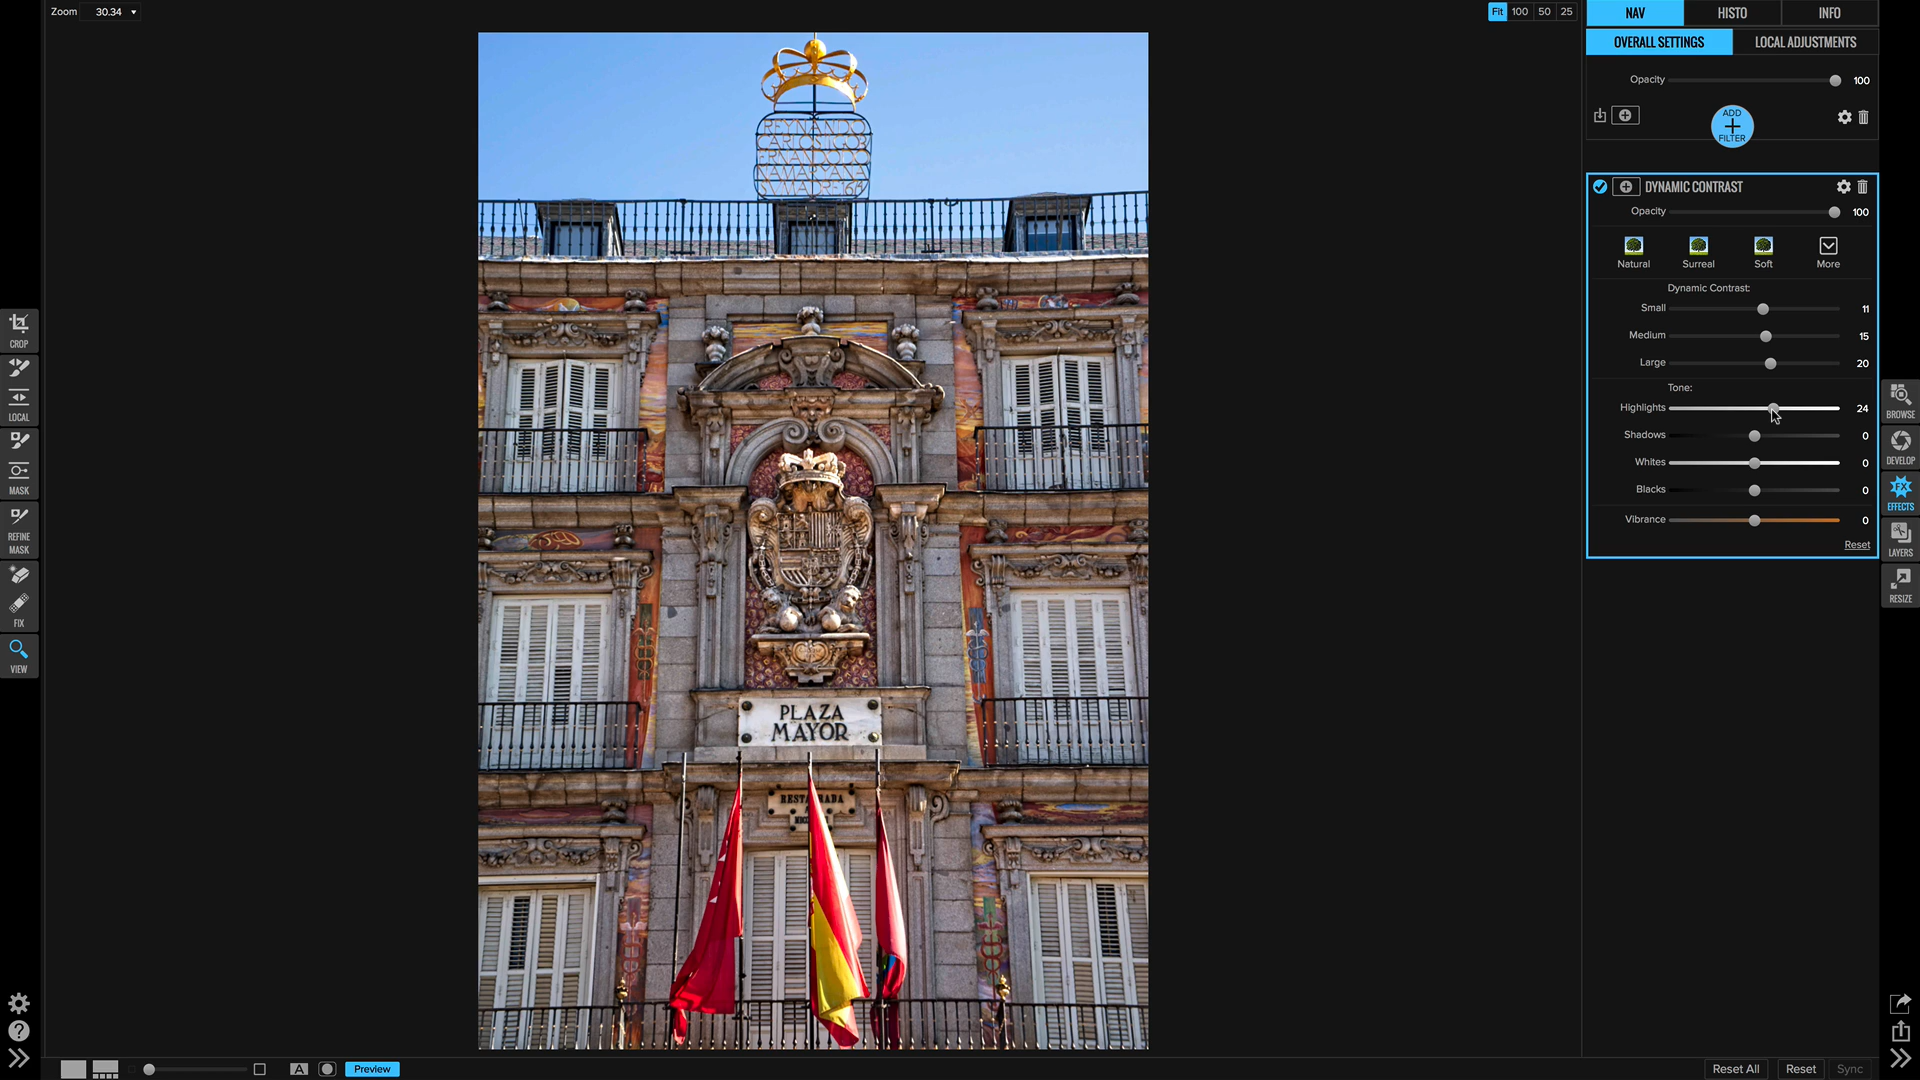 Zoom 30.34
Fit 100 50 25
NAV HISTO INFO
OVERALL SETTINGS LOCAL ADJUSTMENTS
Opacity 100
ADD
FILTER
DYNAMIC CONTRAST
Opacity 100
Natural Surreal Soft More
Dynamic Contrast:
Small 11
Medium 15
Large 20
Tone:
Highlights 24
Shadows 0
Whites 0
Blacks 0
Vibrance 0
Reset
CROP
LOCAL
MASK
REFINE
MASK
FIX
VIEW
BROWSE
DEVELOP
FX
EFFECTS
LAYERS
RESIZE
PLAZA
MAYOR
A
Preview
Reset All Reset Sync